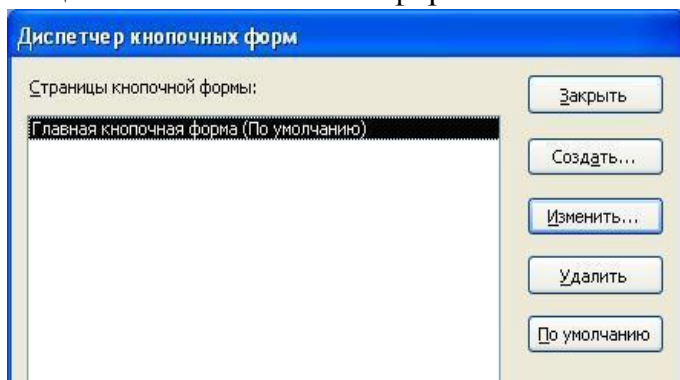 Диспетчер кнопочных форм
Страницы кнопочной формы:
Главная кнопочная форма (По умолчанию)
Закрыть
Создать...
Изменить...
Удалить
По умолчанию